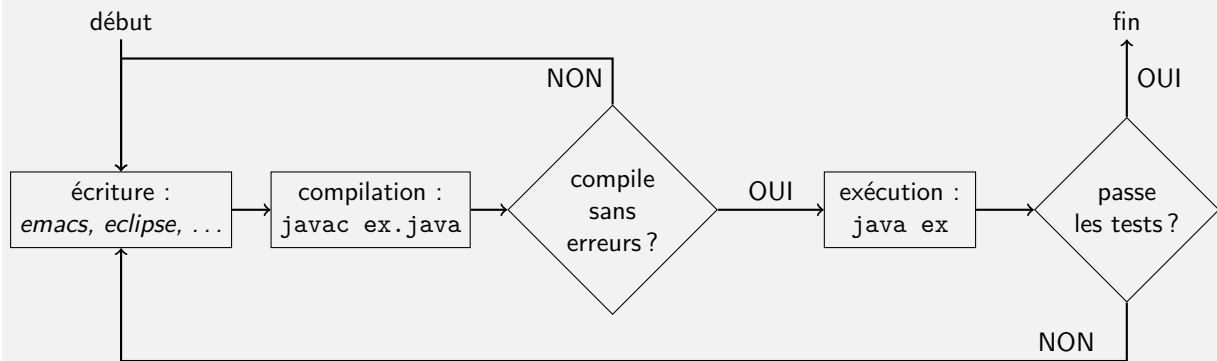 début
fin
NON
OUI
écriture :
emacs, eclipse, ...
compilation :
javac ex.java
compile
sans
erreurs ?
OUI
exécution :
java ex
passe
les tests ?
NON